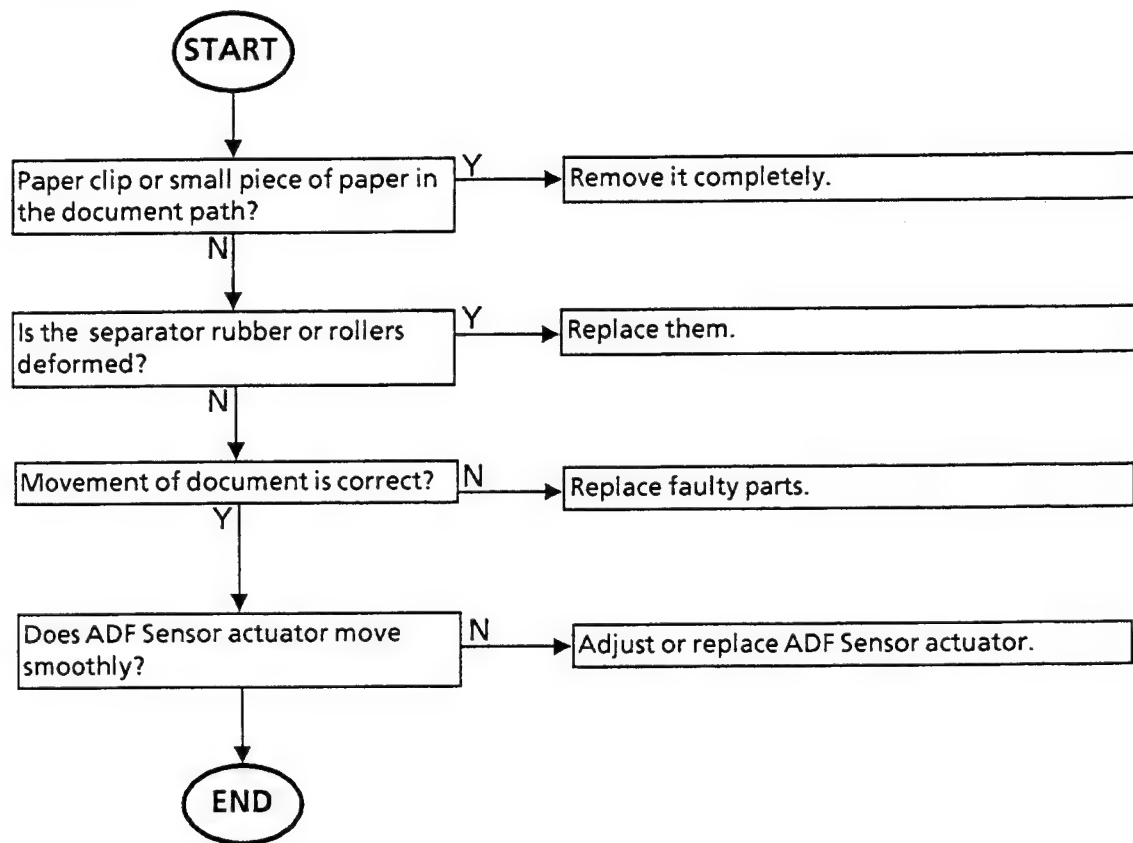 START
Paper clip or small piece of paper in
the document path?
Y
Remove it completely.
N
Is the separator rubber or rollers
deformed?
Y
Replace them.
N
Movement of document is correct?
N
Replace faulty parts.
Y
Does ADF Sensor actuator move
smoothly?
N
Adjust or replace ADF Sensor actuator.
END